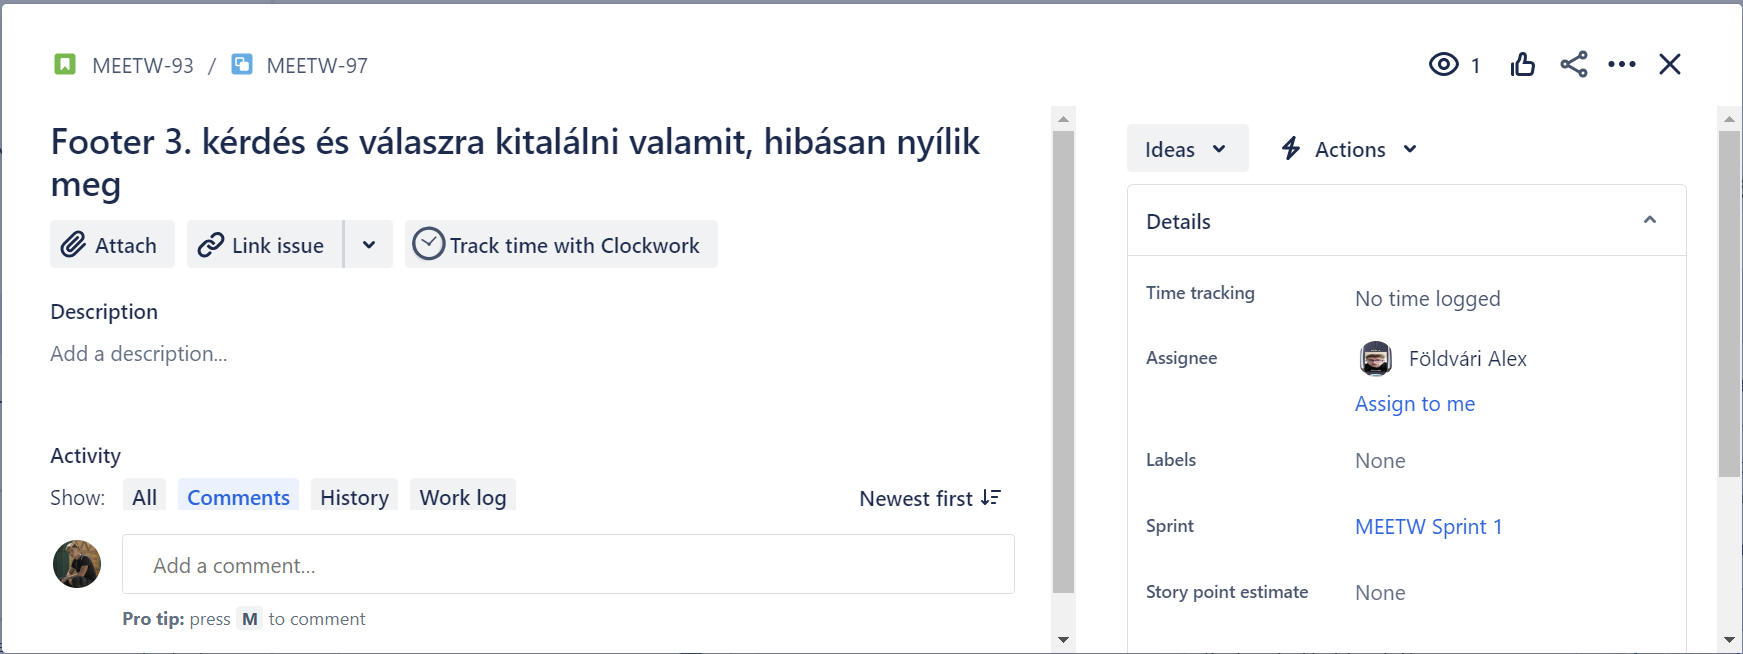 MEETW-93 / MEETW-97
1
Footer 3. kérdés és válaszra kitalálni valamit, hibásan nyílik
meg
Attach
Link issue
Track time with Clockwork
Description
Add a description...
Activity
Show: All Comments History Work log
Newest first
Add a comment...
Pro tip: press M to comment
Ideas
Actions
Details
Time tracking
No time logged
Assignee
Földvári Alex
Assign to me
Labels
None
Sprint
MEETW Sprint 1
Story point estimate
None